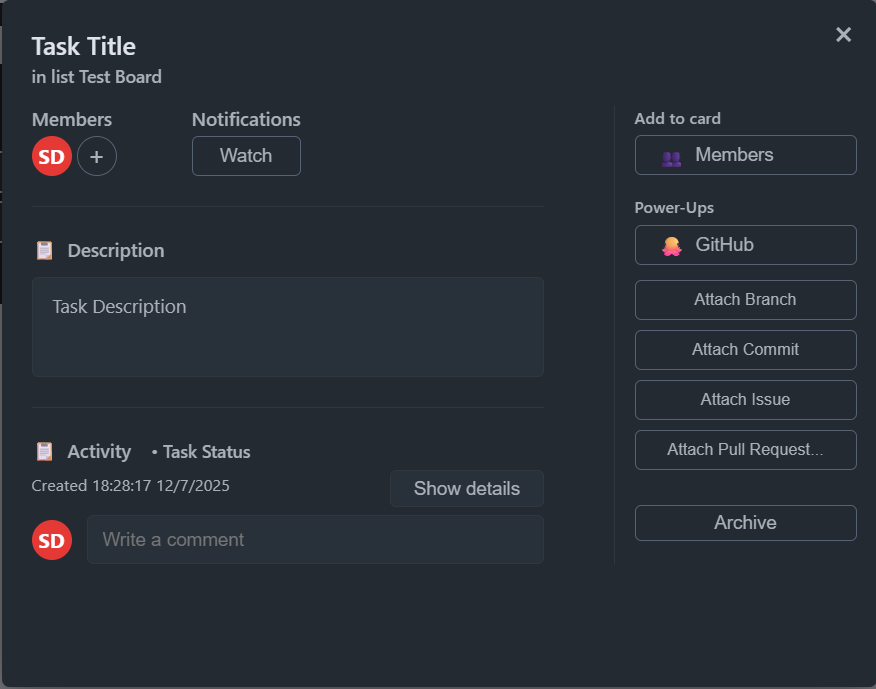 Task Title
in list Test Board
Members
Notifications
SD
+
Watch
Description
Task Description
Activity • Task Status
Created 18:28:17 12/7/2025
Show details
SD
Write a comment
×
Add to card
Members
Power-Ups
GitHub
Attach Branch
Attach Commit
Attach Issue
Attach Pull Request...
Archive